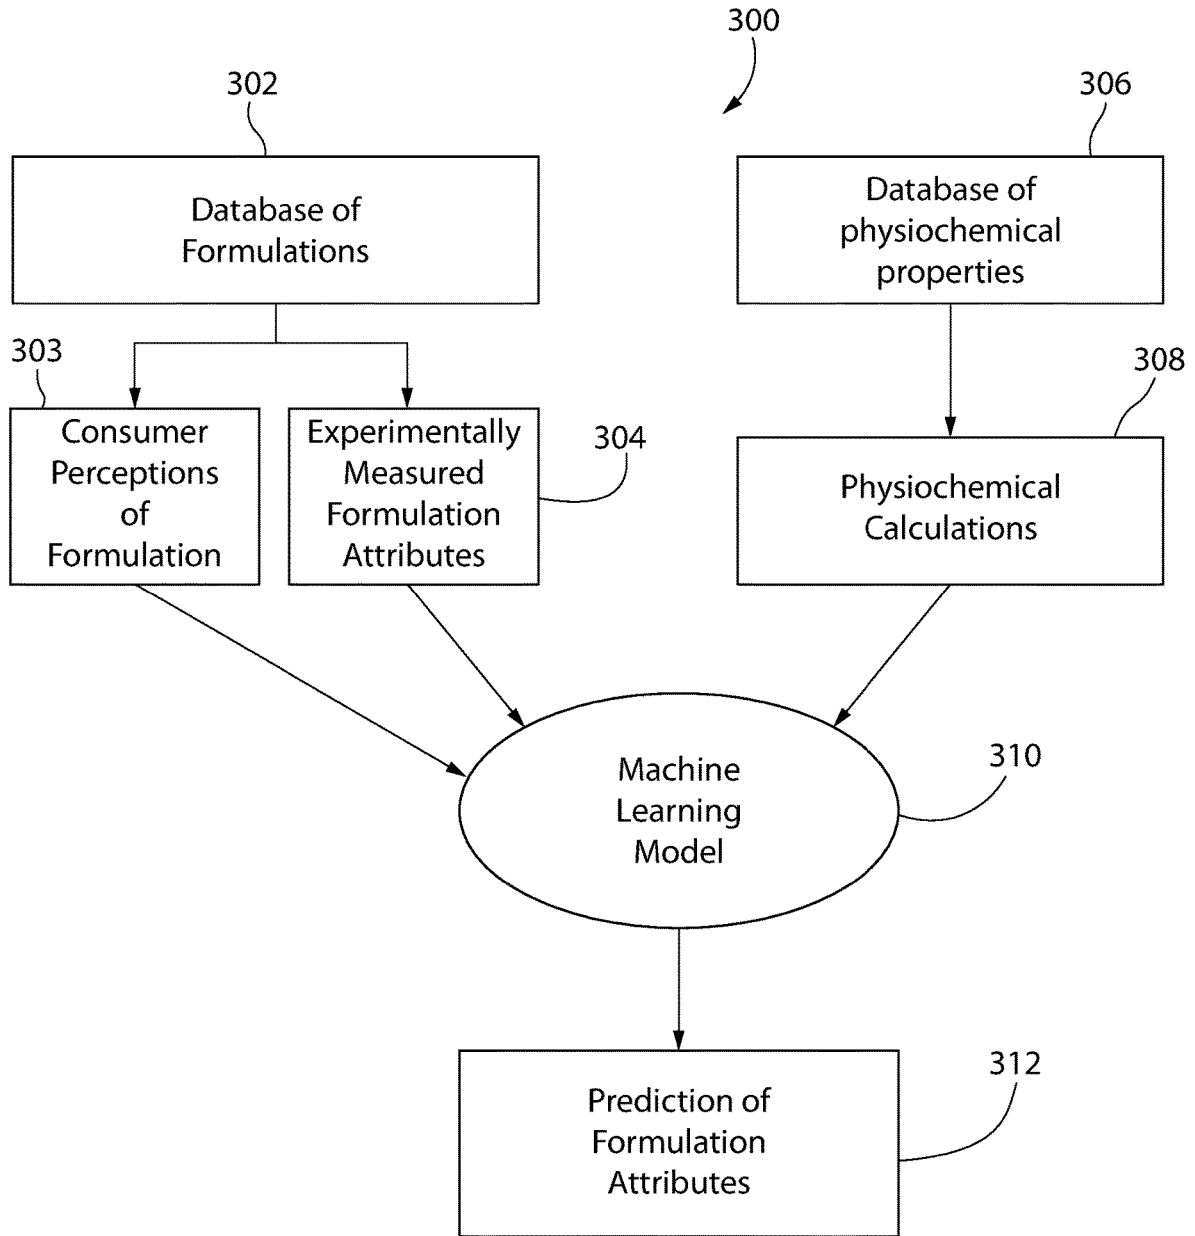 300
302
306
Database of
Formulations
Database of
physiochemical
properties
303
308
Consumer
Perceptions
of
Formulation
Experimentally
Measured
Formulation
Attributes
304
Physiochemical
Calculations
310
Machine
Learning
Model
312
Prediction of
Formulation
Attributes